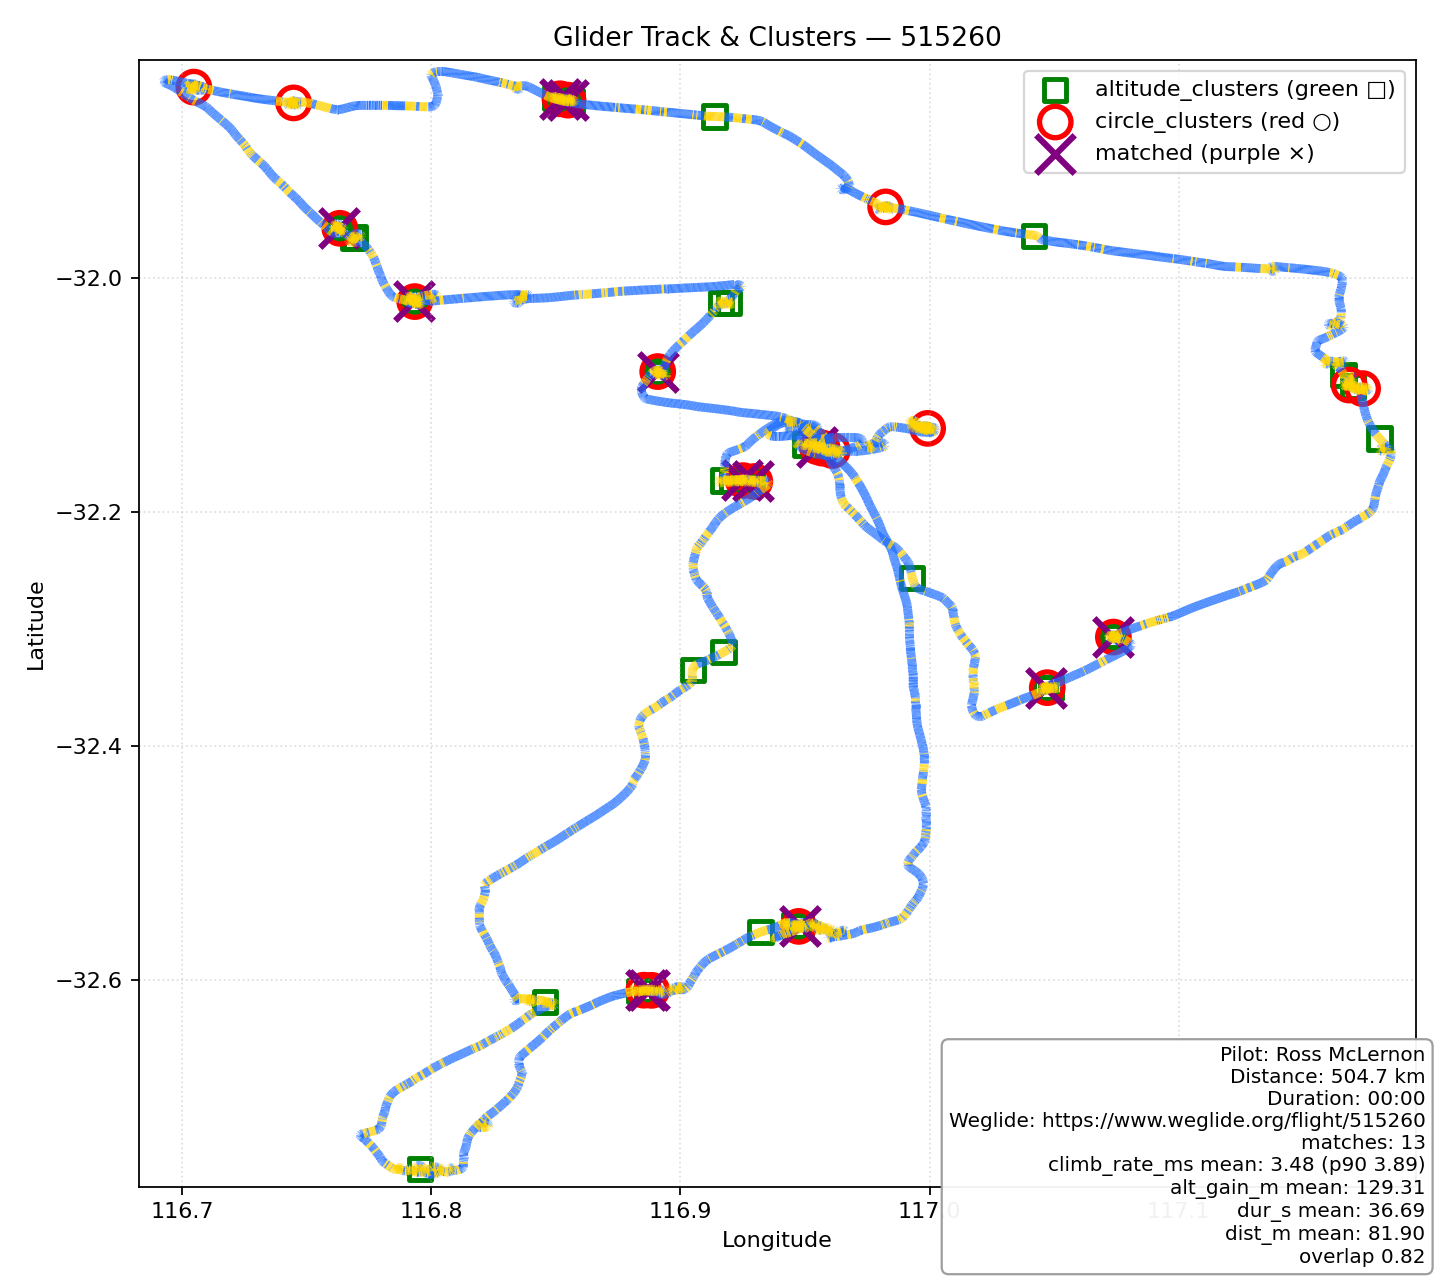 Glider Track & Clusters — 515260
altitude_clusters (green □)
circle_clusters (red ○)
matched (purple ×)
Latitude
−32.0
−32.2
−32.4
−32.6
116.7
116.8
116.9
117.0
117.1
Longitude
Pilot: Ross McLernon
Distance: 504.7 km
Duration: 00:00
Weglide: https://www.weglide.org/flight/515260
matches: 13
climb_rate_ms mean: 3.48 (p90 3.89)
alt_gain_m mean: 129.31
dur_s mean: 36.69
dist_m mean: 81.90
overlap 0.82